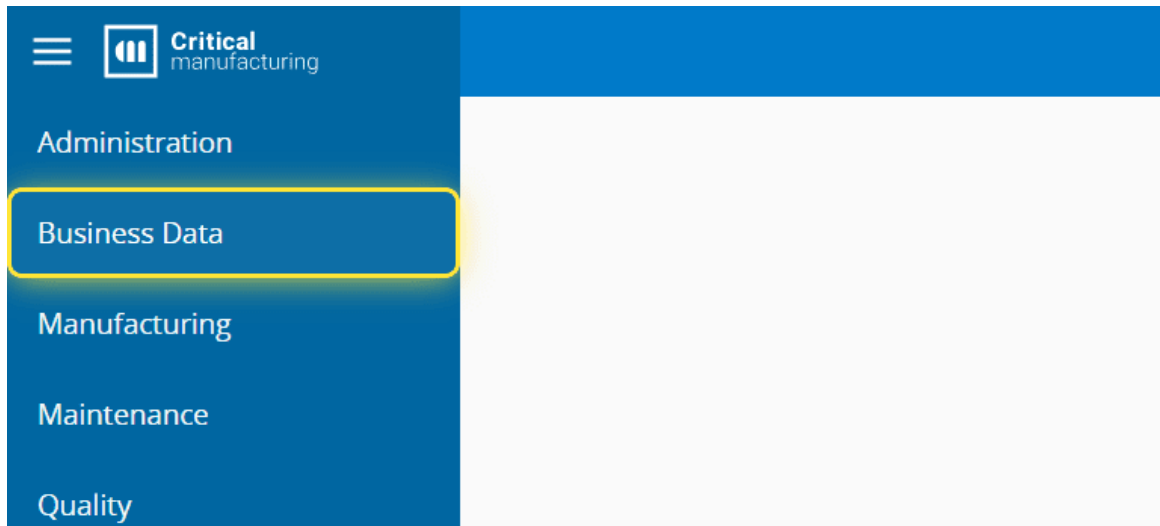 Critical
manufacturing
Administration
Business Data
Manufacturing
Maintenance
Quality